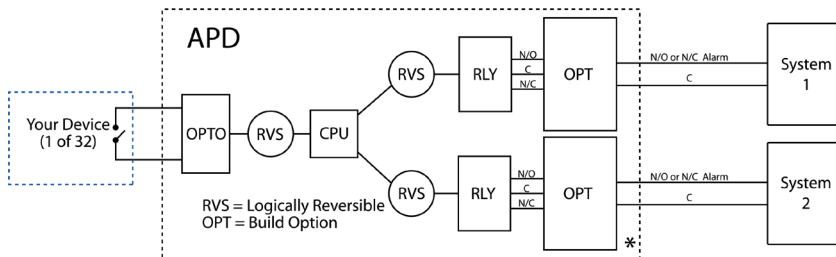 APD
Your Device
(1 of 32)
OPTO
RVS
CPU
RVS
RLY
N/O
C
N/C
OPT
N/O or N/C Alarm
C
System
1
RVS
RLY
N/O
C
N/C
OPT
N/O or N/C Alarm
C
System
2
RVS = Logically Reversible
OPT = Build Option
*